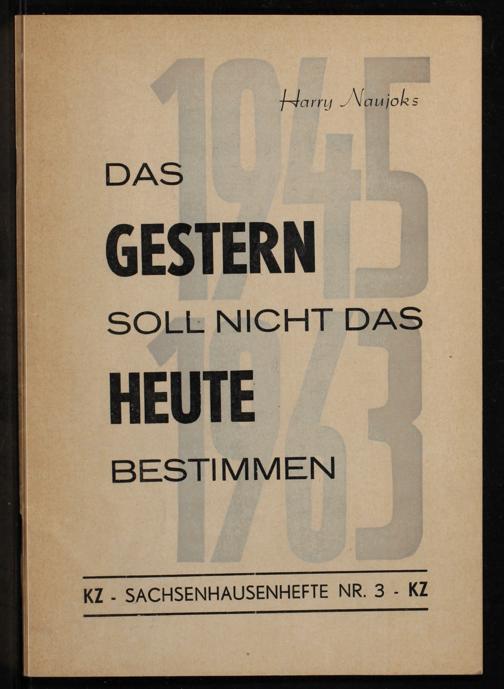 1945
Harry Naujoks
DAS
GESTERN
SOLL NICHT DAS
1963
HEUTE
BESTIMMEN
KZ - SACHSENHAUSENHEFTE NR. 3 - KZ